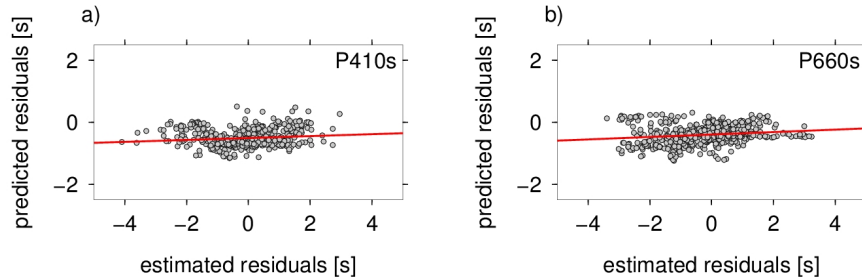 a)
predicted residuals [s]
2
0
−2
P410s
−4 −2 0 2 4
estimated residuals [s]
b)
predicted residuals [s]
2
0
−2
P660s
−4 −2 0 2 4
estimated residuals [s]